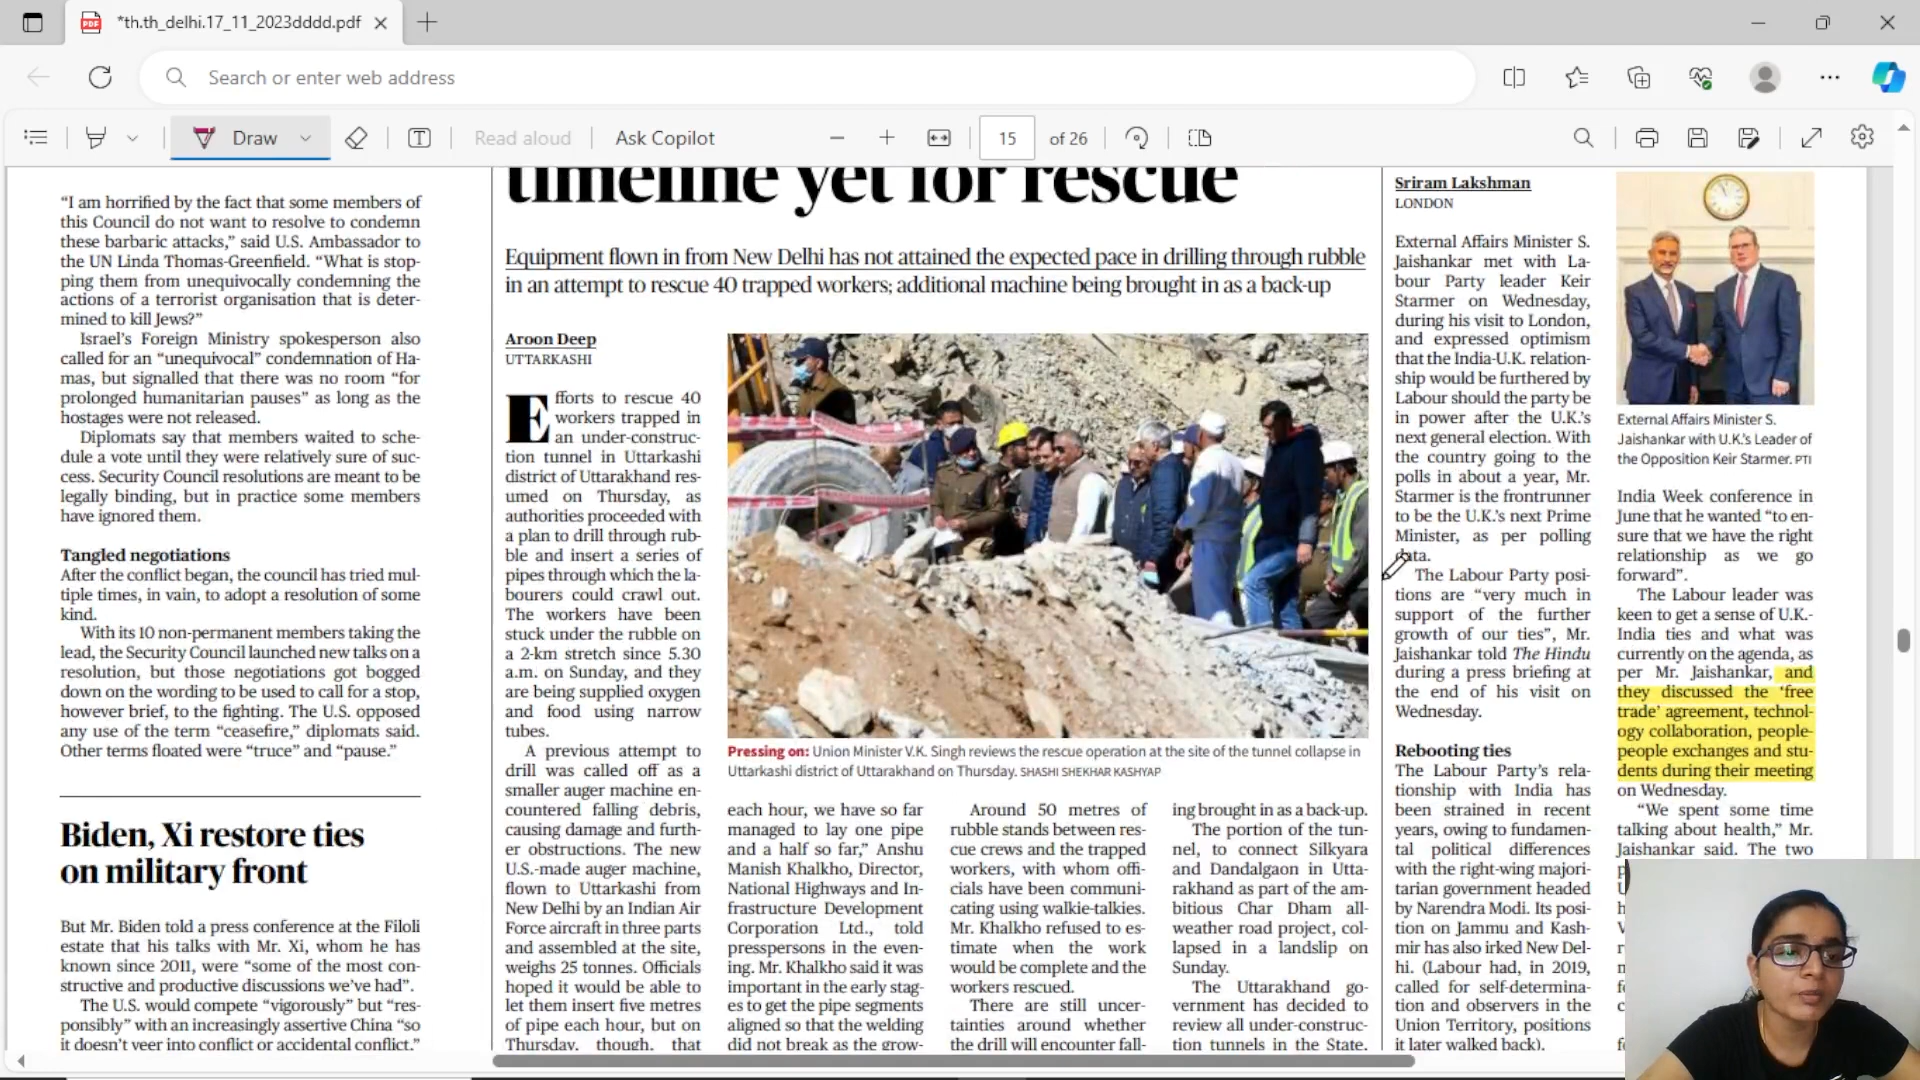 *th.th_delhi.17_11_2023dddd.pdf
Search or enter web address
Draw
Read aloud
Ask Copilot
15
of 26
“I am horrified by the fact that some members of
this Council do not want to resolve to condemn
these barbaric attacks,” said U.S. Ambassador to
the UN Linda Thomas-Greenfield. “What is stop-
ping them from unequivocally condemning the
actions of a terrorist organisation that is deter-
mined to kill Jews?”
Israel’s Foreign Ministry spokesperson also
called for an “unequivocal” condemnation of Ha-
mas, but signalled that there was no room “for
prolonged humanitarian pauses” as long as the
hostages were not released.
Diplomats say that members waited to sche-
dule a vote until they were relatively sure of suc-
cess. Security Council resolutions are meant to be
legally binding, but in practice some members
have ignored them.
Tangled negotiations
After the conflict began, the council has tried mul-
tiple times, in vain, to adopt a resolution of some
kind.
With its 10 non-permanent members taking the
lead, the Security Council launched new talks on a
resolution, but those negotiations got bogged
down on the wording to be used to call for a stop,
however brief, to the fighting. The U.S. opposed
any use of the term “ceasefire,” diplomats said.
Other terms floated were “truce” and “pause.”
Biden, Xi restore ties
on military front
But Mr. Biden told a press conference at the Filoli
estate that his talks with Mr. Xi, whom he has
known since 2011, were “some of the most con-
structive and productive discussions we’ve had”.
The U.S. would compete “vigorously” but “res-
ponsibly” with an increasingly assertive China “so
it doesn’t veer into conflict or accidental conflict.”
timeline yet for rescue
Equipment flown in from New Delhi has not attained the expected pace in drilling through rubble
in an attempt to rescue 40 trapped workers; additional machine being brought in as a back-up
Aroon Deep
UTTARKASHI
Efforts to rescue 40
workers trapped in
an under-construc-
tion tunnel in Uttarkashi
district of Uttarakhand res-
umed on Thursday, as
authorities proceeded with
a plan to drill through rub-
ble and insert a series of
pipes through which the la-
bourers could crawl out.
The workers have been
stuck under the rubble on
a 2-km stretch since 5.30
a.m. on Sunday, and they
are being supplied oxygen
and food using narrow
tubes.
A previous attempt to
drill was called off as a
smaller auger machine en-
countered falling debris,
causing damage and furth-
er obstructions. The new
U.S.-made auger machine,
flown to Uttarkashi from
New Delhi by an Indian Air
Force aircraft in three parts
and assembled at the site,
weighs 25 tonnes. Officials
hoped it would be able to
let them insert five metres
of pipe each hour, but on
Thursday, though, that
Pressing on: Union Minister V.K. Singh reviews the rescue operation at the site of the tunnel collapse in
Uttarkashi district of Uttarakhand on Thursday. SHASHI SHEKHAR KASHYAP
each hour, we have so far
managed to lay one pipe
and a half so far,” Anshu
Manish Khalkho, Director,
National Highways and In-
frastructure Development
Corporation Ltd., told
presspersons in the even-
ing. Mr. Khalkho said it was
important in the early stag-
es to get the pipe segments
aligned so that the welding
did not break as the grow-
Around 50 metres of
rubble stands between res-
cue crews and the trapped
workers, with whom offi-
cials have been communi-
cating using walkie-talkies.
Mr. Khalkho refused to es-
timate when the work
would be complete and the
workers rescued.
There are still uncer-
tainties around whether
the drill will encounter fall-
ing brought in as a back-up.
The portion of the tun-
nel, to connect Silkyara
and Dandalgaon in Utta-
rakhand as part of the am-
bitious Char Dham all-
weather road project, col-
lapsed in a landslip on
Sunday.
The Uttarakhand go-
vernment has decided to
review all under-construc-
tion tunnels in the State.
Sriram Lakshman
LONDON
External Affairs Minister S.
Jaishankar met with La-
bour Party leader Keir
Starmer on Wednesday,
during his visit to London,
and expressed optimism
that the India-U.K. relation-
ship would be furthered by
Labour should the party be
in power after the U.K.’s
next general election. With
the country going to the
polls in about a year, Mr.
Starmer is the frontrunner
to be the U.K.’s next Prime
Minister, as per polling
data.
The Labour Party posi-
tions are “very much in
support of the further
growth of our ties”, Mr.
Jaishankar told The Hindu
during a press briefing at
the end of his visit on
Wednesday.
Rebooting ties
The Labour Party’s rela-
tionship with India has
been strained in recent
years, owing to fundamen-
tal political differences
with the right-wing majori-
tarian government headed
by Narendra Modi. Its posi-
tion on Jammu and Kash-
mir has also irked New Del-
hi. (Labour had, in 2019,
called for self-determina-
tion and observers in the
Union Territory, positions
it later walked back).
External Affairs Minister S.
Jaishankar with U.K.’s Leader of
the Opposition Keir Starmer. PTI
India Week conference in
June that he wanted “to en-
sure that we have the right
relationship as we go
forward”.
The Labour leader was
keen to get a sense of U.K.-
India ties and what was
currently on the agenda, as
per Mr. Jaishankar, and
they discussed the ‘free
trade’ agreement, technol-
ogy collaboration, people-
people exchanges and stu-
dents during their meeting
on Wednesday.
“We spent some time
talking about health,” Mr.
Jaishankar said. The two